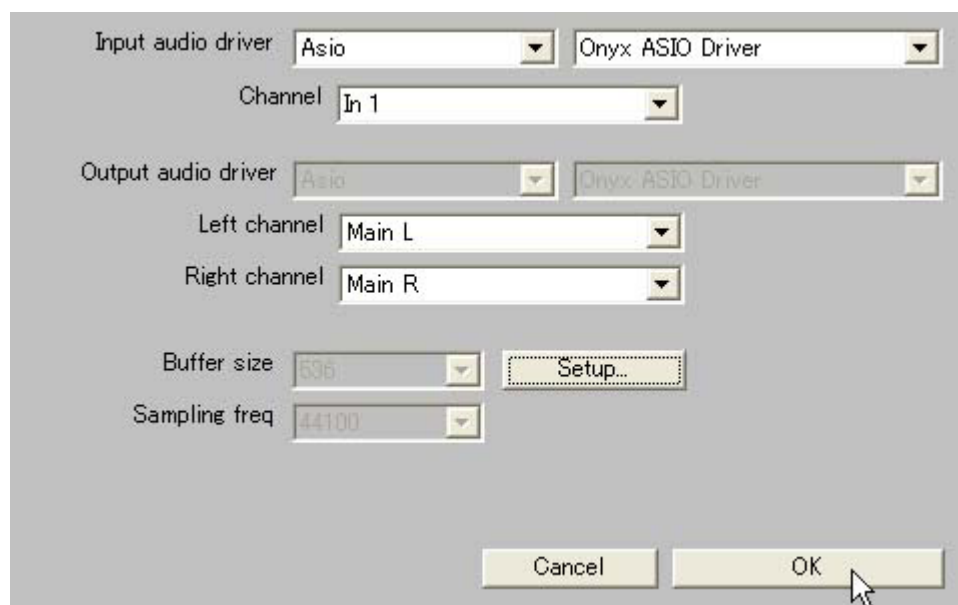 Input audio driver Asio Onyx ASIO Driver
Channel In 1
Output audio driver Asio Onyx ASIO Driver
Left channel Main L
Right channel Main R
Buffer size 536 Setup...
Sampling freq 44100
Cancel OK